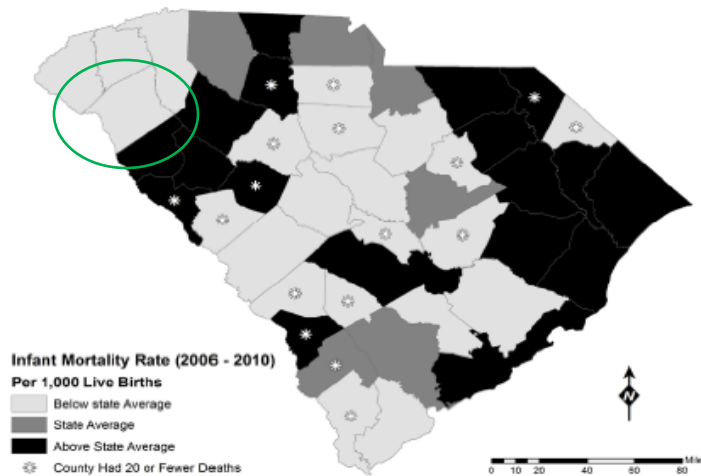 Infant Mortality Rate (2006 - 2010)
Per 1,000 Live Births
Below state Average
State Average
Above State Average
County Had 20 or Fewer Deaths
N
Mile
0 10 20 40 60 80